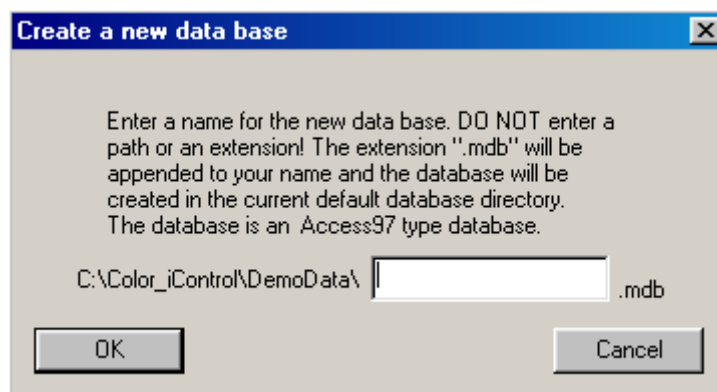 Create a new data base
Enter a name for the new data base. DO NOT enter a
path or an extension! The extension ".mdb" will be
appended to your name and the database will be
created in the current default database directory.
The database is an Access97 type database.
C:\Color_iControl\DemoData\ .mdb
OK Cancel